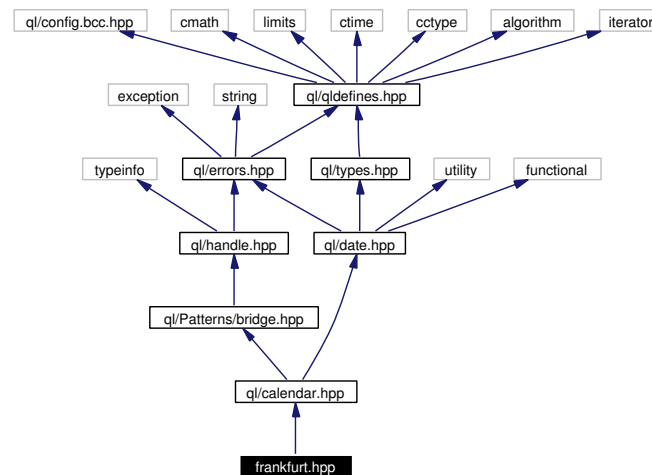 ql/config.bcc.hpp
cmath
limits
ctime
cctype
algorithm
iterator
exception
string
ql/qldefines.hpp
typeinfo
ql/errors.hpp
ql/types.hpp
utility
functional
ql/handle.hpp
ql/date.hpp
ql/Patterns/bridge.hpp
ql/calendar.hpp
frankfurt.hpp